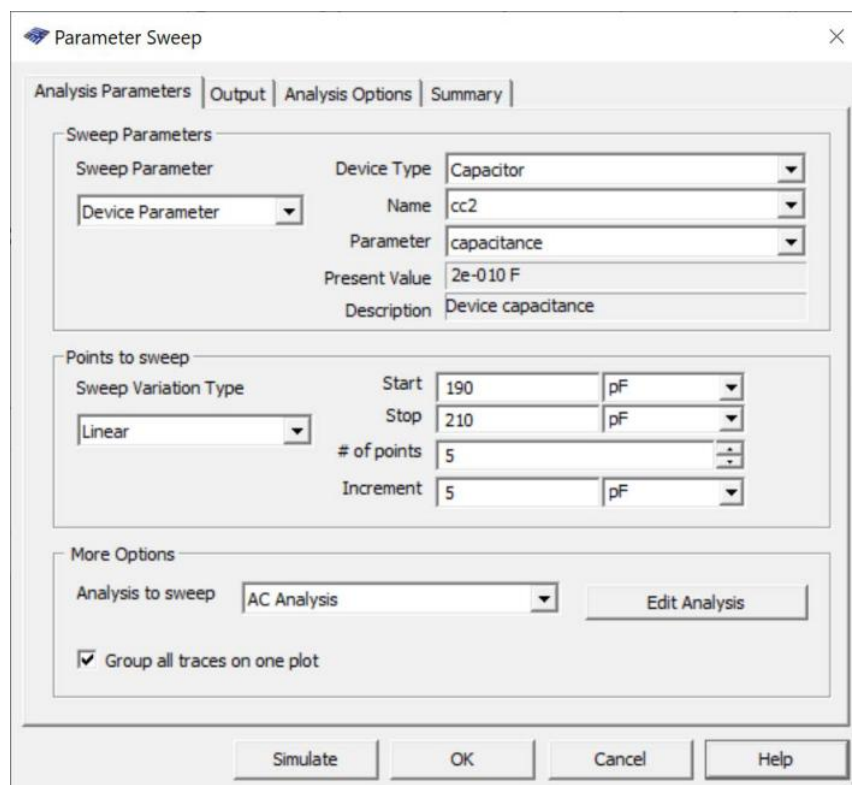 Parameter Sweep
Analysis Parameters Output Analysis Options Summary
Sweep Parameters
Sweep Parameter
Device Parameter
Device Type Capacitor
Name cc2
Parameter capacitance
Present Value 2e-010 F
Description Device capacitance
Points to sweep
Sweep Variation Type
Linear
Start 190 pF
Stop 210 pF
# of points 5
Increment 5 pF
More Options
Analysis to sweep AC Analysis Edit Analysis
Group all traces on one plot
Simulate OK Cancel Help